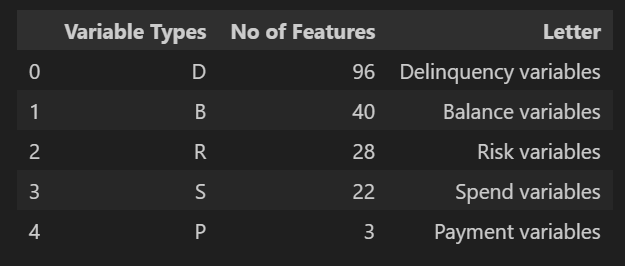 Variable Types No of Features Letter
0 D 96 Delinquency variables
1 B 40 Balance variables
2 R 28 Risk variables
3 S 22 Spend variables
4 P 3 Payment variables